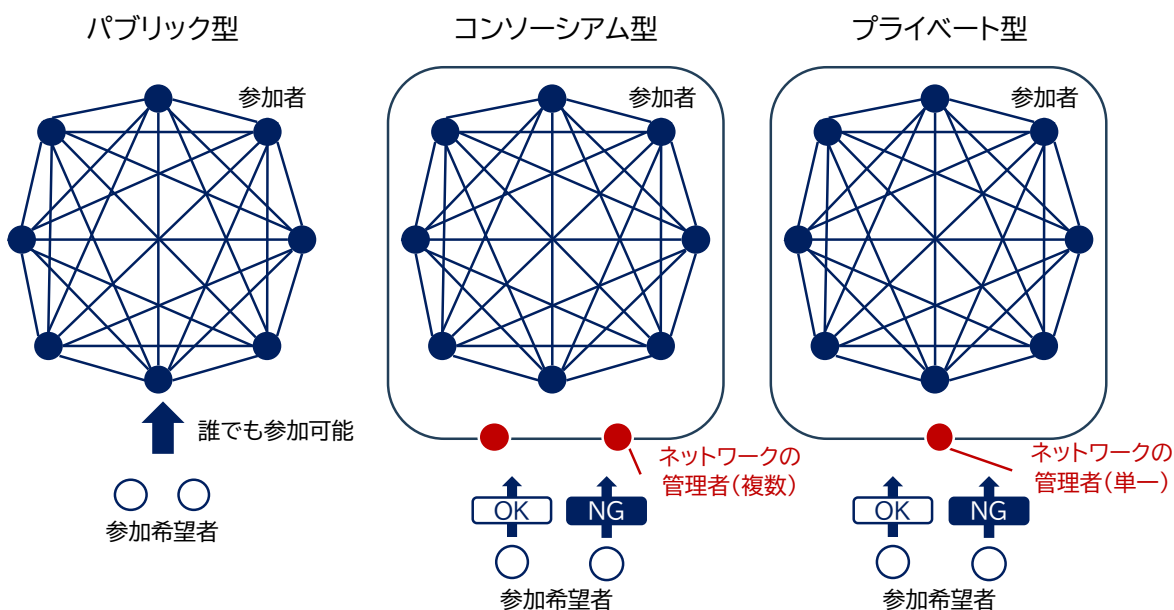 パブリック型
参加者
誰でも参加可能
参加希望者
コンソーシアム型
参加者
ネットワークの
管理者(複数)
OK
NG
参加希望者
プライベート型
参加者
ネットワークの
管理者(単一)
OK
NG
参加希望者